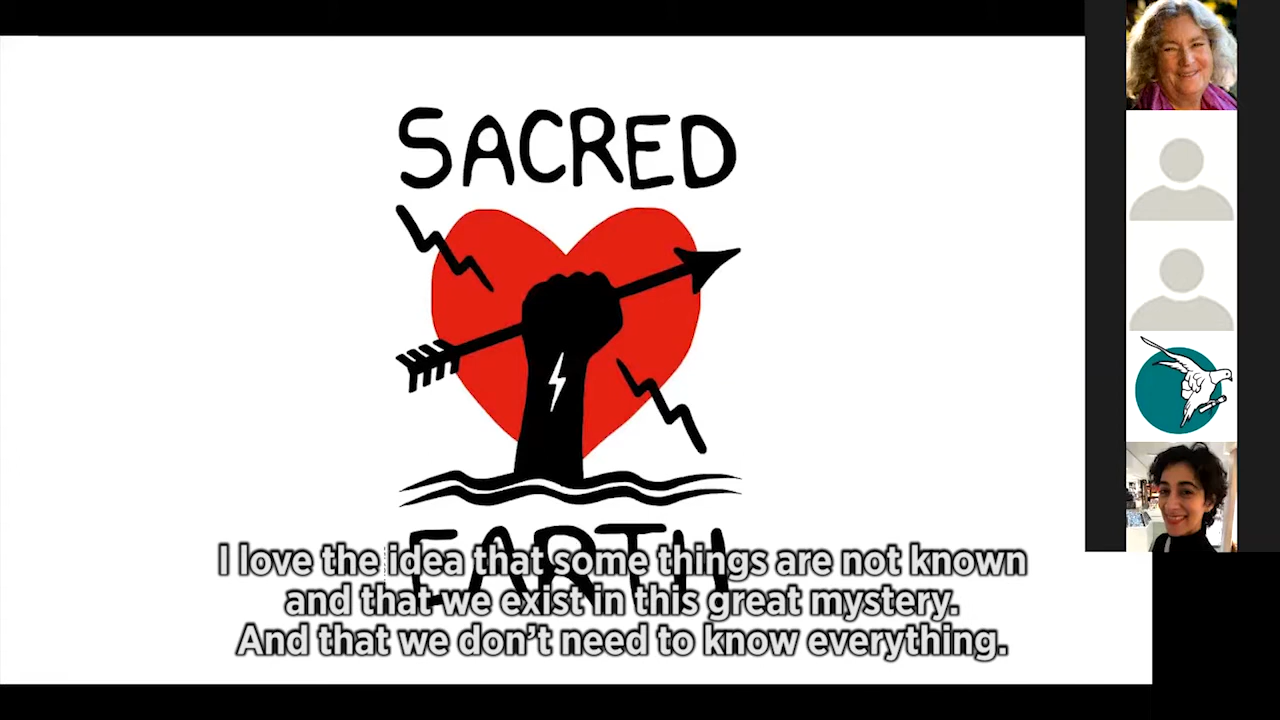 SACRED
EARTH
I love the idea that some things are not known
and that we exist in this great mystery.
And that we don't need to know everything.